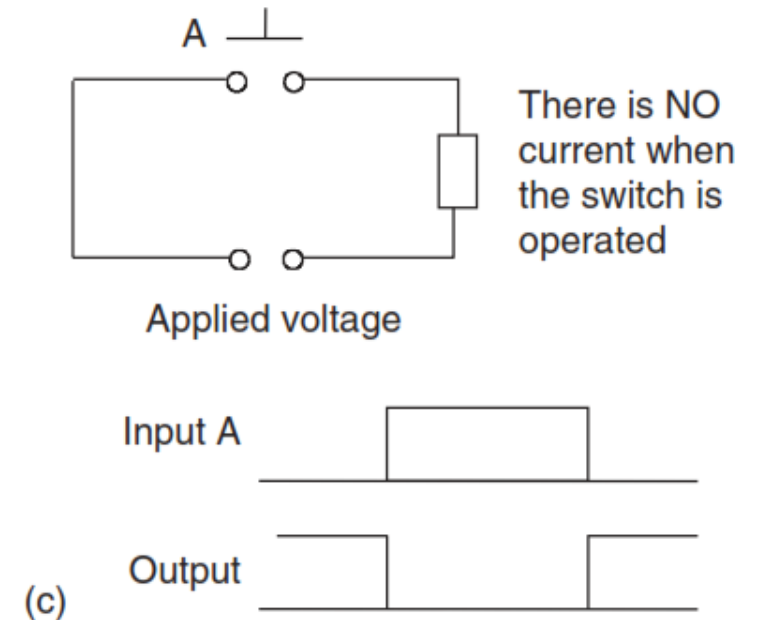 A
There is NO
current when
the switch is
operated
Applied voltage
Input A
Output
(c)